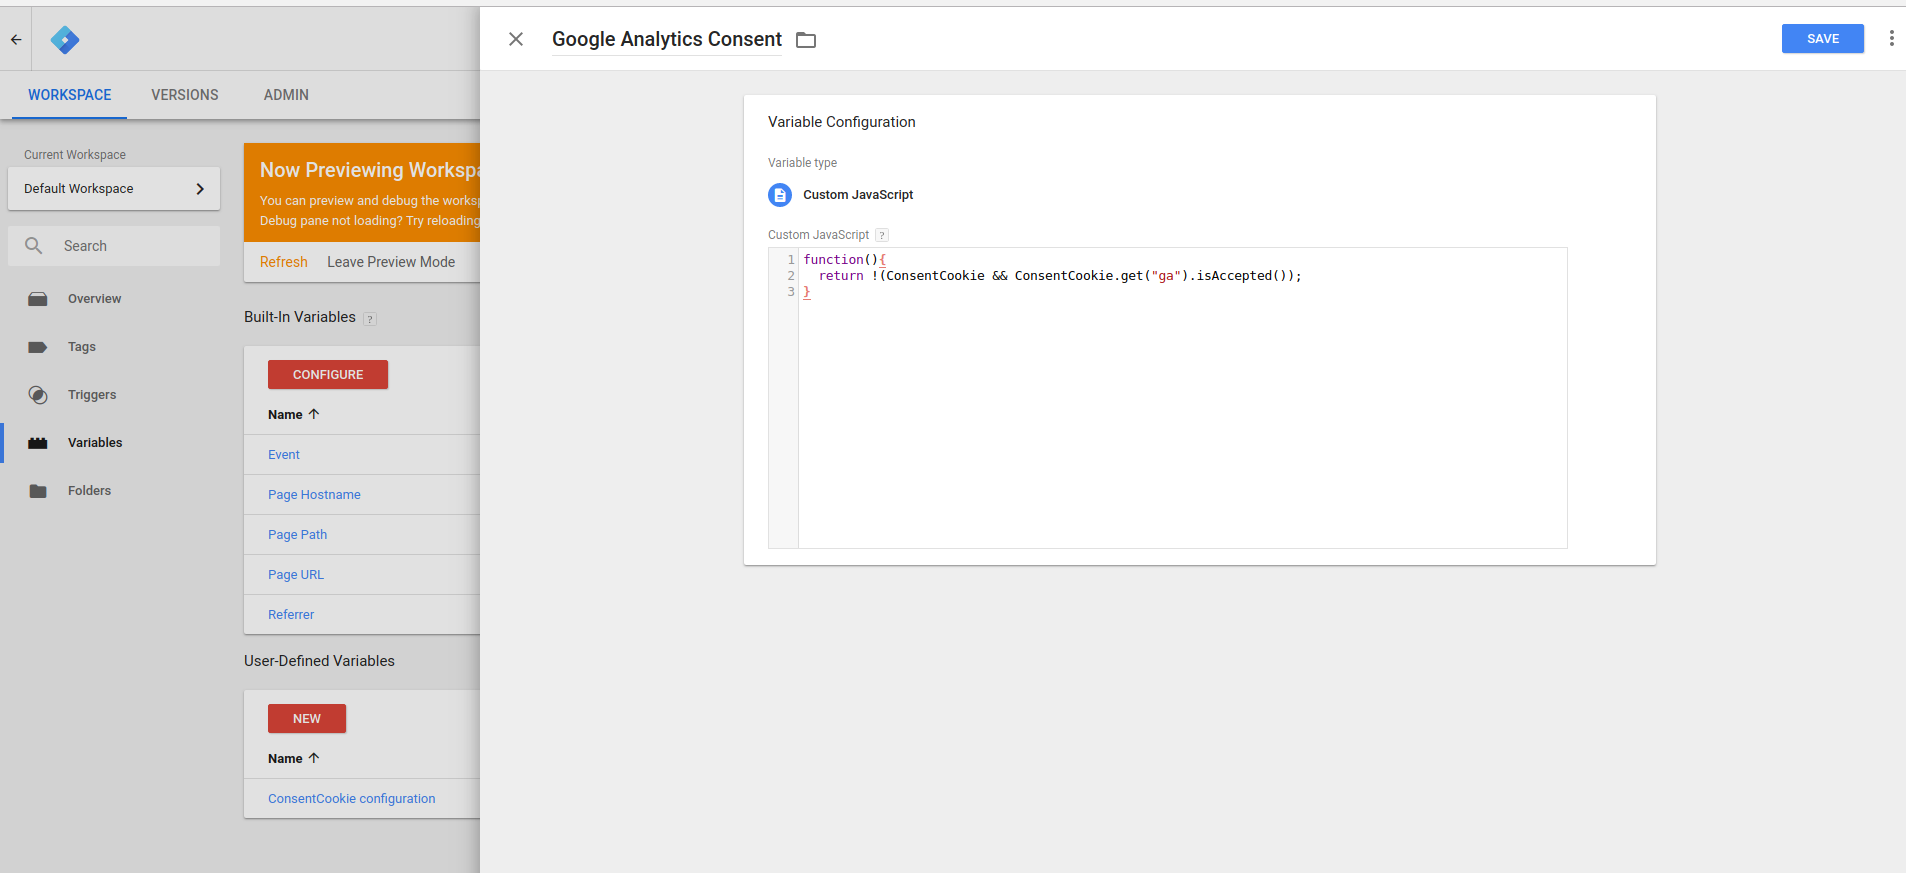 Google Analytics Consent
SAVE
WORKSPACE
VERSIONS
ADMIN
Current Workspace
Default Workspace
Search
Overview
Tags
Triggers
Variables
Folders
Now Previewing Workspa
You can preview and debug the worksp
Debug pane not loading? Try reloading
Refresh
Leave Preview Mode
Built-In Variables ?
CONFIGURE
Name
Event
Page Hostname
Page Path
Page URL
Referrer
User-Defined Variables
NEW
Name
ConsentCookie configuration
Variable Configuration
Variable type
Custom JavaScript
Custom JavaScript ?
1 function(){
2   return !(ConsentCookie && ConsentCookie.get("ga").isAccepted());
3 }